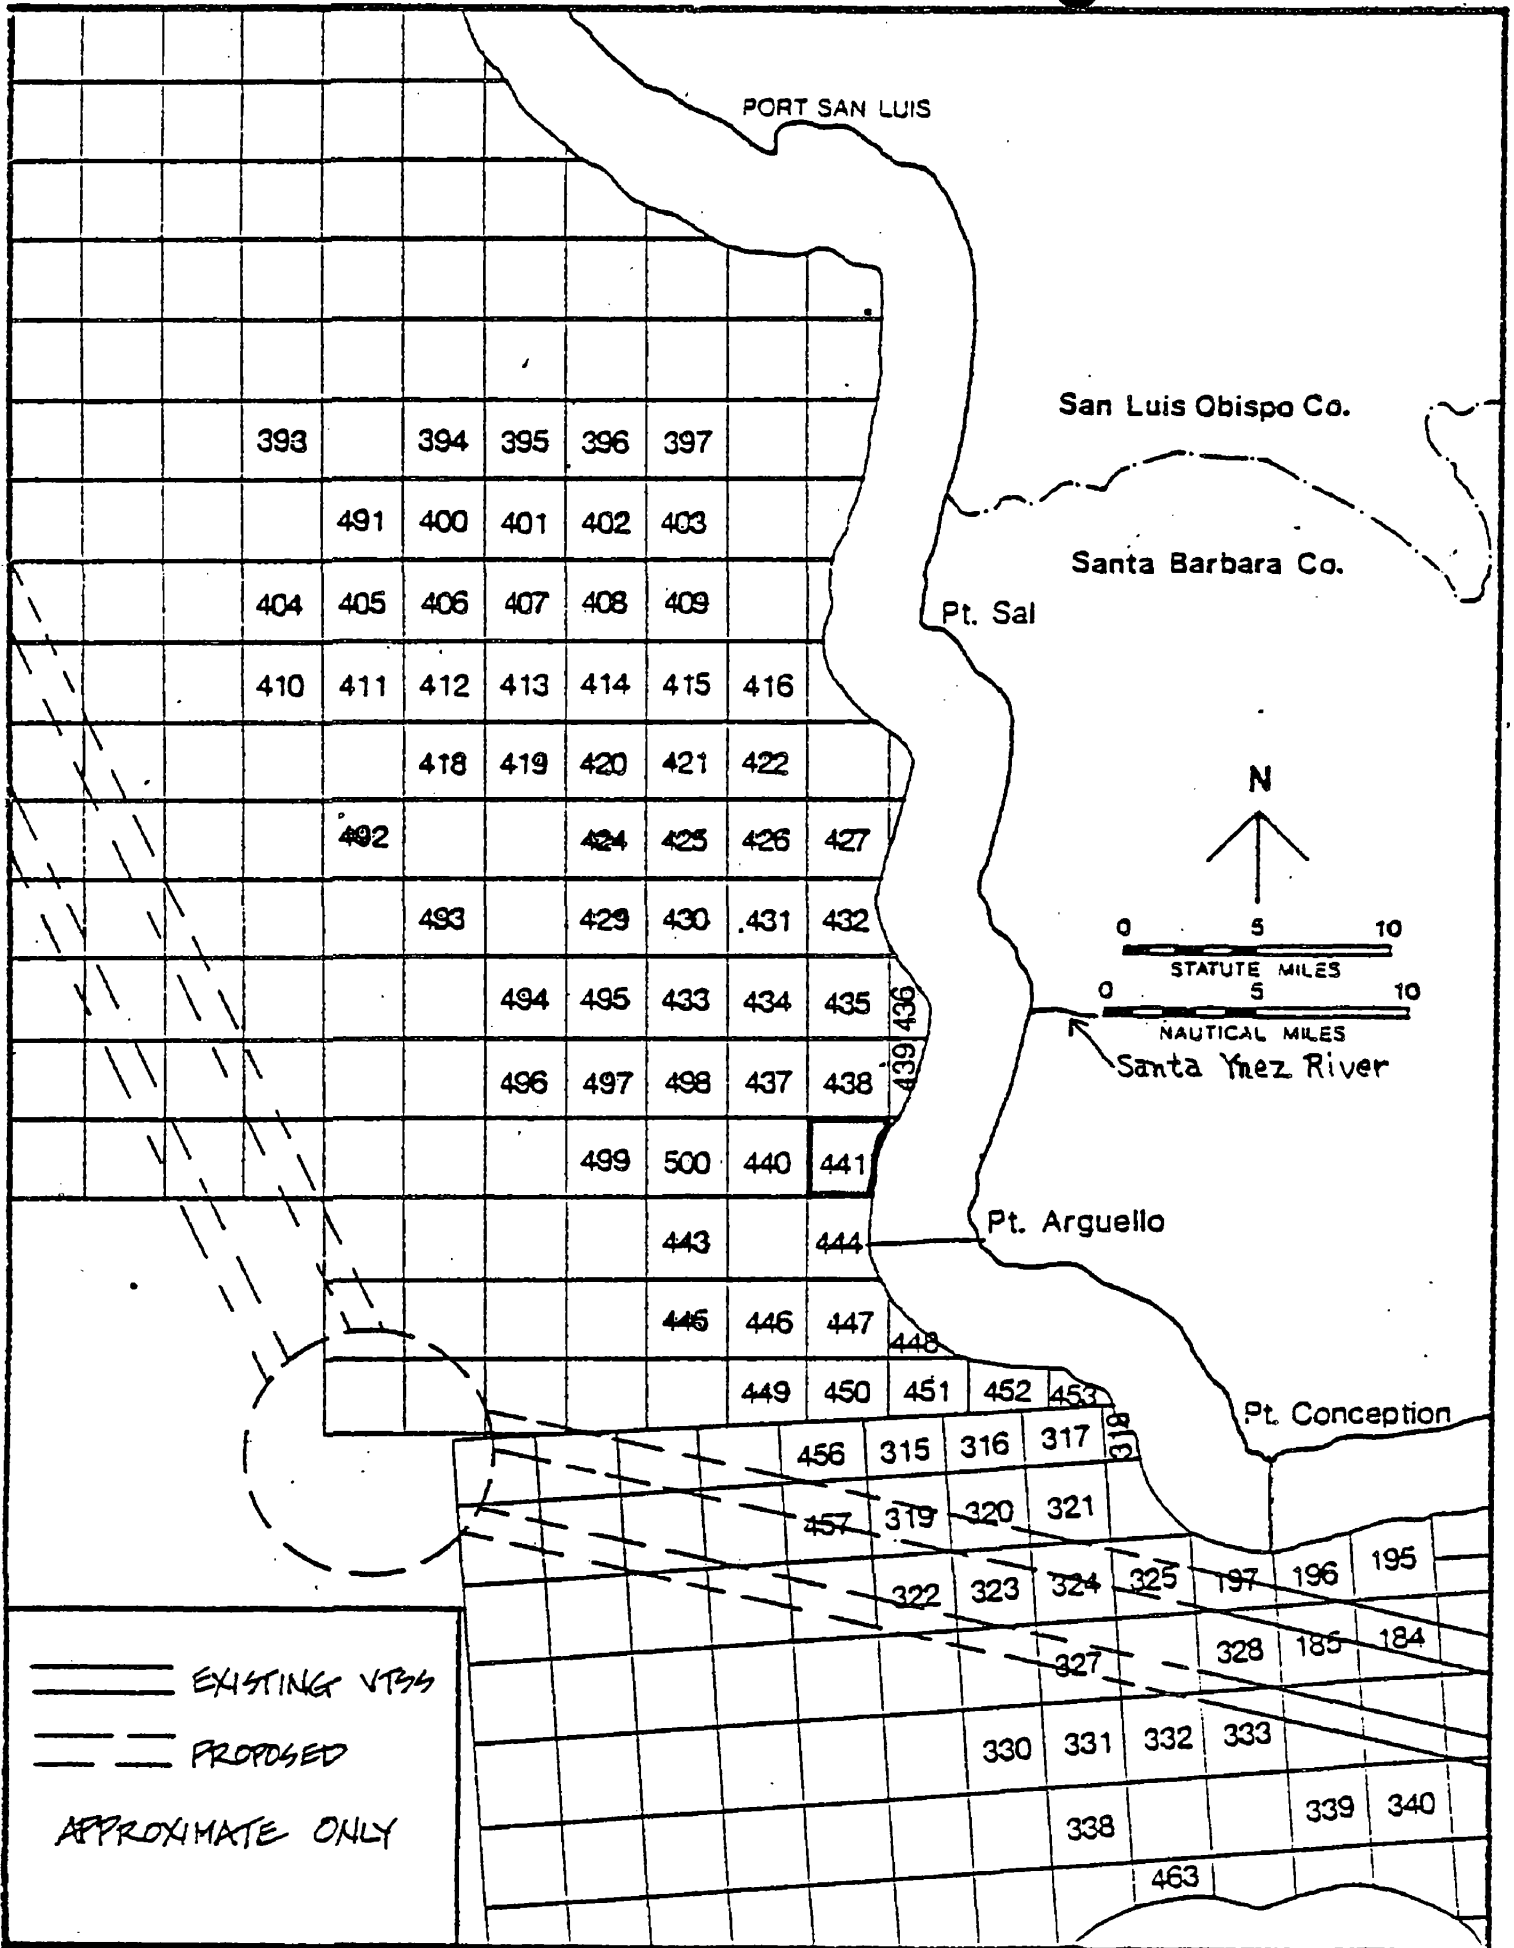 PORT SAN LUIS
San Luis Obispo Co.
393 394 395 396 397
491 400 401 402 403
Santa Barbara Co.
404 405 406 407 408 409
Pt. Sal
410 411 412 413 414 415 416
418 419 420 421 422
N
492 424 425 426 427
493 429 430 431 432
0 5 10
STATUTE MILES
494 495 433 434 435 436
0 5 10
NAUTICAL MILES
Santa Ynez River
496 497 498 437 438 439
499 500 440 441
Pt. Arguello
443 444
445 446 447 448
449 450 451 452 453
Pt. Conception
456 315 316 317 318
457 319 320 321
322 323 324 325 197 196 195
327 328 185 184
330 331 332 333
338 339 340
463
EXISTING VTSS
PROPOSED
APPROXIMATE ONLY